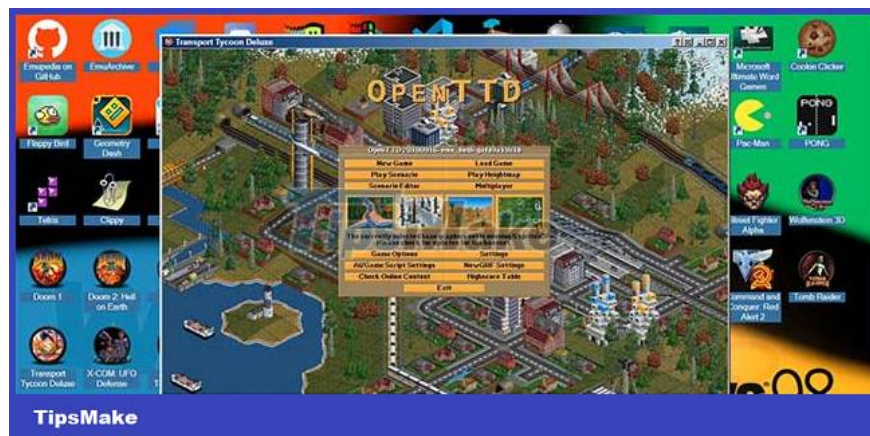 Emupedia on
GitHub
EmuArchive
Transport Tycoon Deluxe
Microsoft
Ultimate Word
Games
Cookie Clicker
OPENTTD
New Game
Load Game
Play Scenario
Play Heightmap
Scenario Editor
Multiplayer
Flappy Bird
Geometry
Dash
Pac-Man
PONG
PONG
Tetris
Clippy
Street Fighter
Alpha
Wolfenstein 3D
Game Options
Settings
AI/Game Script Settings
NewGRF Settings
Check Online Content
Highscore Table
Exit
Doom 1
Doom 2: Hell
on Earth
Command and
Conquer: Red
Alert 2
Tomb Raider
Transport
Tycoon Deluxe
X-COM: UFO
Defense
98
TipsMake